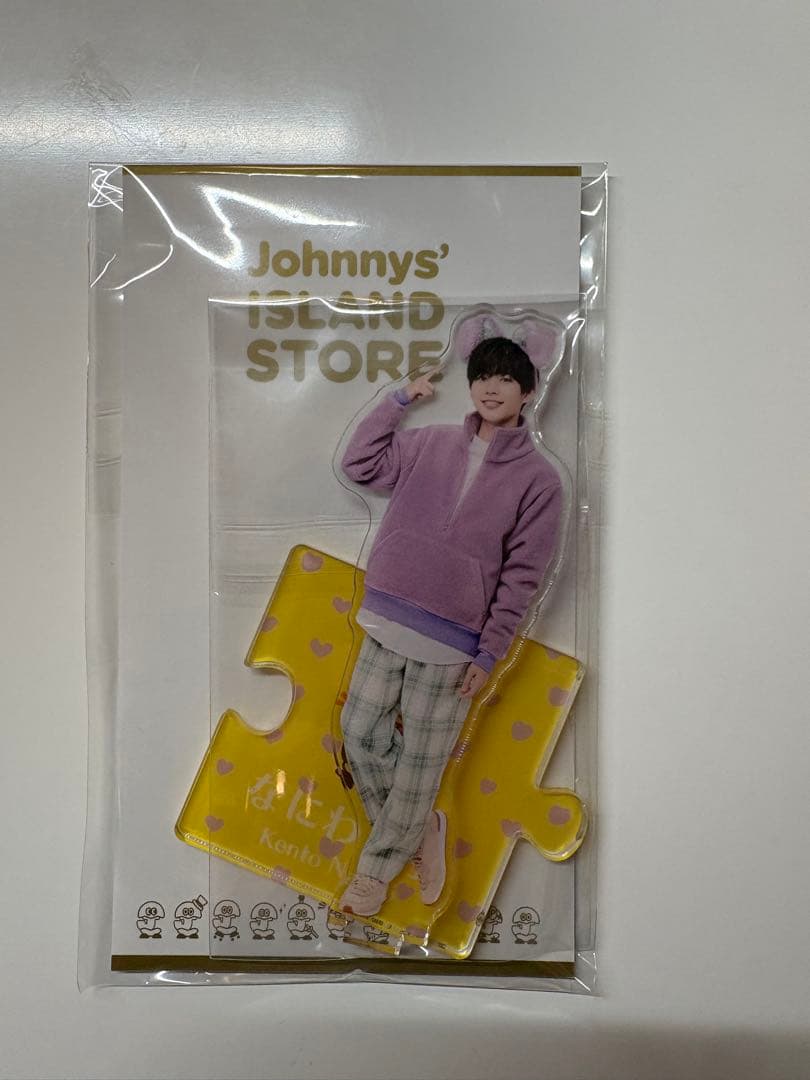 Johnnys'
ISLAND
STORE
なにわ
Kento